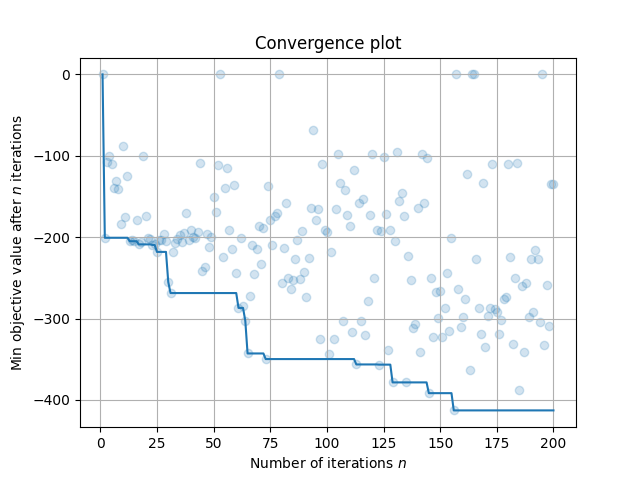 Convergence plot
Min objective value after n iterations
0
−100
−200
−300
−400
0 25 50 75 100 125 150 175 200
Number of iterations n